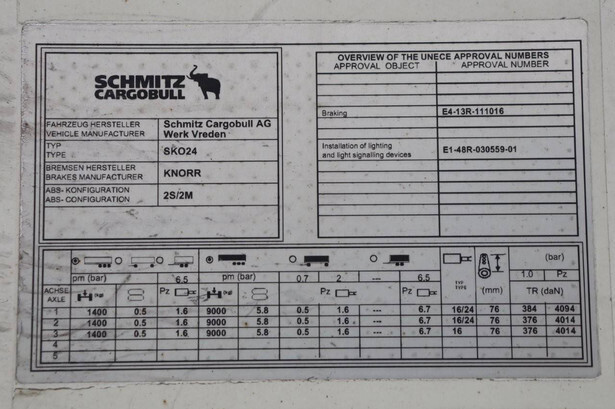 SCHMITZ
CARGOBULL
FAHRZEUG HERSTELLER
VEHICLE MANUFACTURER
Schmitz Cargobull AG
Werk Vreden
TYP
TYPE
SKO24
BREMSEN HERSTELLER
BRAKES MANUFACTURER
KNORR
ABS- KONFIGURATION
ABS- CONFIGURATION
2S/2M
OVERVIEW OF THE UNECE APPROVAL NUMBERS
APPROVAL OBJECT APPROVAL NUMBER
Braking E4-13R-111016
Installation of lighting
and light signalling devices
E1-48R-030559-01
(bar)
pm (bar) 6.5 pm (bar) 0.7 2 --- 6.5 TYP
TYPE
1.0 Pz
ACHSE
AXLE
Pz Pz Pz (mm) TR (daN)
1 1400 0.5 1.6 9000 5.8 0.5 1.6 --- 6.7 16/24 76 384 4094
2 1400 0.5 1.6 9000 5.8 0.5 1.6 --- 6.7 16/24 76 376 4014
3 1400 0.5 1.6 9000 5.8 0.5 1.6 --- 6.7 16 76 376 4014
4
5